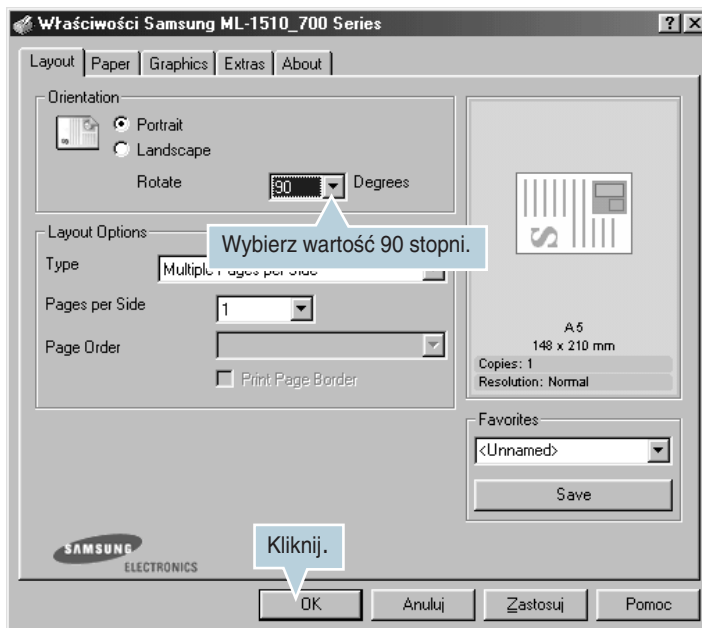 Właściwości Samsung ML-1510_700 Series
Layout Paper Graphics Extras About
Orientation
Portrait
Landscape
Rotate 90 Degrees
Layout Options
Wybierz wartość 90 stopni.
Type Multiple Pages per Side
Pages per Side 1
Page Order
Print Page Border
A5
148 x 210 mm
Copies: 1
Resolution: Normal
Favorites
<Unnamed>
Save
SAMSUNG
ELECTRONICS
Kliknij.
OK Anuluj Zastosuj Pomoc